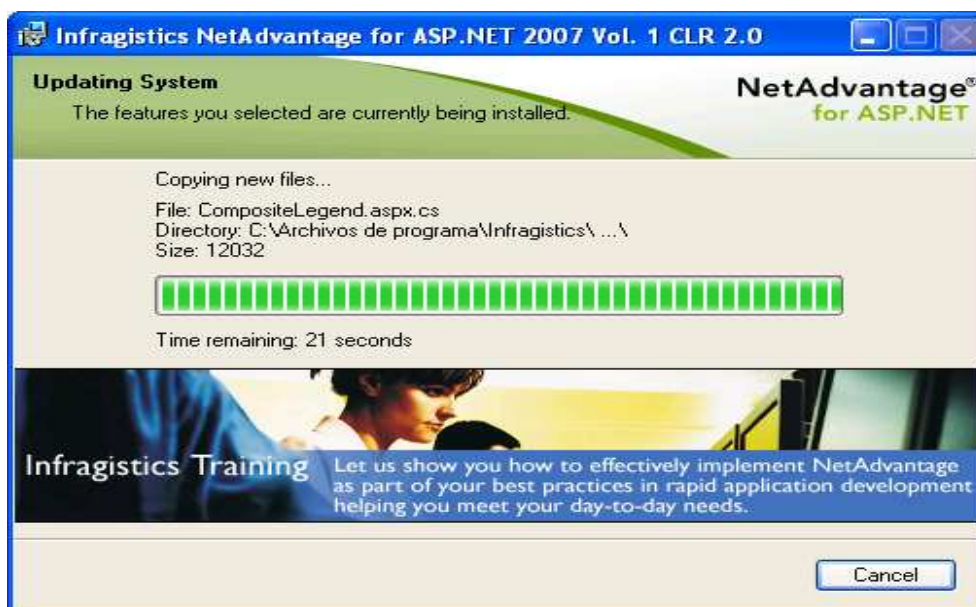 Infragistics NetAdvantage for ASP.NET 2007 Vol. 1 CLR 2.0
Updating System
The features you selected are currently being installed.
NetAdvantage®
for ASP.NET
Copying new files...
File: CompositeLegend.aspx.cs
Directory: C:\Archivos de programa\Infragistics\ ...\
Size: 12032
Time remaining: 21 seconds
Infragistics Training
Let us show you how to effectively implement NetAdvantage
as part of your best practices in rapid application development
helping you meet your day-to-day needs.
Cancel